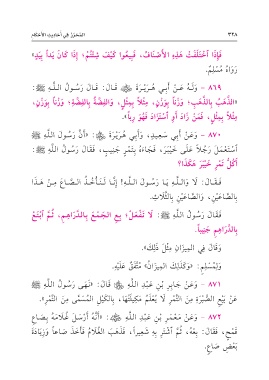 ٣٢٨ المُحَرَّرُ فِي أَحَادِيثِ الأَحْكَامِ
فَإِذَا اخْتَلَفَتْ هَذِهِ الأَصْنَافُ، فَبِيعُوا كَيْفَ شِئْتُمْ، إِذَا كَانَ يَداً بِيَدٍ»
رَوَاهُ مُسْلِمٌ.
٨٦٩ - وَلَهُ عَنْ أَبِي هُرَيْرَةَ ﷺ قَالَ: قَالَ رَسُولُ اللَّهِ ﷺ:
«الذَّهَبُ بِالذَّهَبِ؛ وَزْناً بِوَزْنٍ، مِثْلاً بِمِثْلٍ، وَالفِضَّةُ بِالفِضَّةِ؛ وَزْناً بِوَزْنٍ،
مِثْلاً بِمِثْلٍ، فَمَنْ زَادَ أَوِ اسْتَزَادَ فَهُوَ رِباً».
٨٧٠ - وَعَنْ أَبِي سَعِيدٍ، وَأَبِي هُرَيْرَةَ ﷺ: «أَنَّ رَسُولَ اللَّهِ ﷺ
اسْتَعْمَلَ رَجُلاً عَلَى خَيْبَرَ، فَجَاءَهُ بِتَمْرٍ جَنِيبٍ، فَقَالَ رَسُولُ اللَّهِ ﷺ:
أَكُلُّ تَمْرِ خَيْبَرَ هَكَذَا؟
فَقَالَ: لَا وَاللَّهِ يَا رَسُولَ اللَّهِ! إِنَّا لَنَأْخُذُ الصَّاعَ مِنْ هَذَا
بِالصَّاعَيْنِ، وَالصَّاعَيْنِ بِالثَّلَاثِ.
فَقَالَ رَسُولُ اللَّهِ ﷺ: لَا تَفْعَلْ؛ بِعِ الجَمْعَ بِالدَّرَاهِمِ، ثُمَّ ابْتَعْ
بِالدَّرَاهِمِ جَنِيباً.
وَقَالَ فِي المِيزَانِ مِثْلَ ذَلِكَ».
وَلِمُسْلِمٍ: «وَكَذَلِكَ المِيزَانُ» مُتَّفَقٌ عَلَيْهِ.
٨٧١ - وَعَنْ جَابِرِ بْنِ عَبْدِ اللَّهِ ﷺ قَالَ: «نَهَى رَسُولُ اللَّهِ ﷺ
عَنْ بَيْعِ الصُّبْرَةِ مِنَ التَّمْرِ لَا يُعْلَمُ مَكِيلَتُهَا، بِالكَيْلِ المُسَمَّى مِنَ التَّمْرِ».
٨٧٢ - وَعَنْ مَعْمَرِ بْنِ عَبْدِ اللَّهِ ﷺ: «أَنَّهُ أَرْسَلَ غُلَامَهُ بِصَاعِ
قَمْحٍ، فَقَالَ: بِعْهُ، ثُمَّ اشْتَرِ بِهِ شَعِيراً، فَذَهَبَ الغُلَامُ فَأَخَذَ صَاعاً وَزِيَادَةَ
بَعْضِ صَاعٍ.